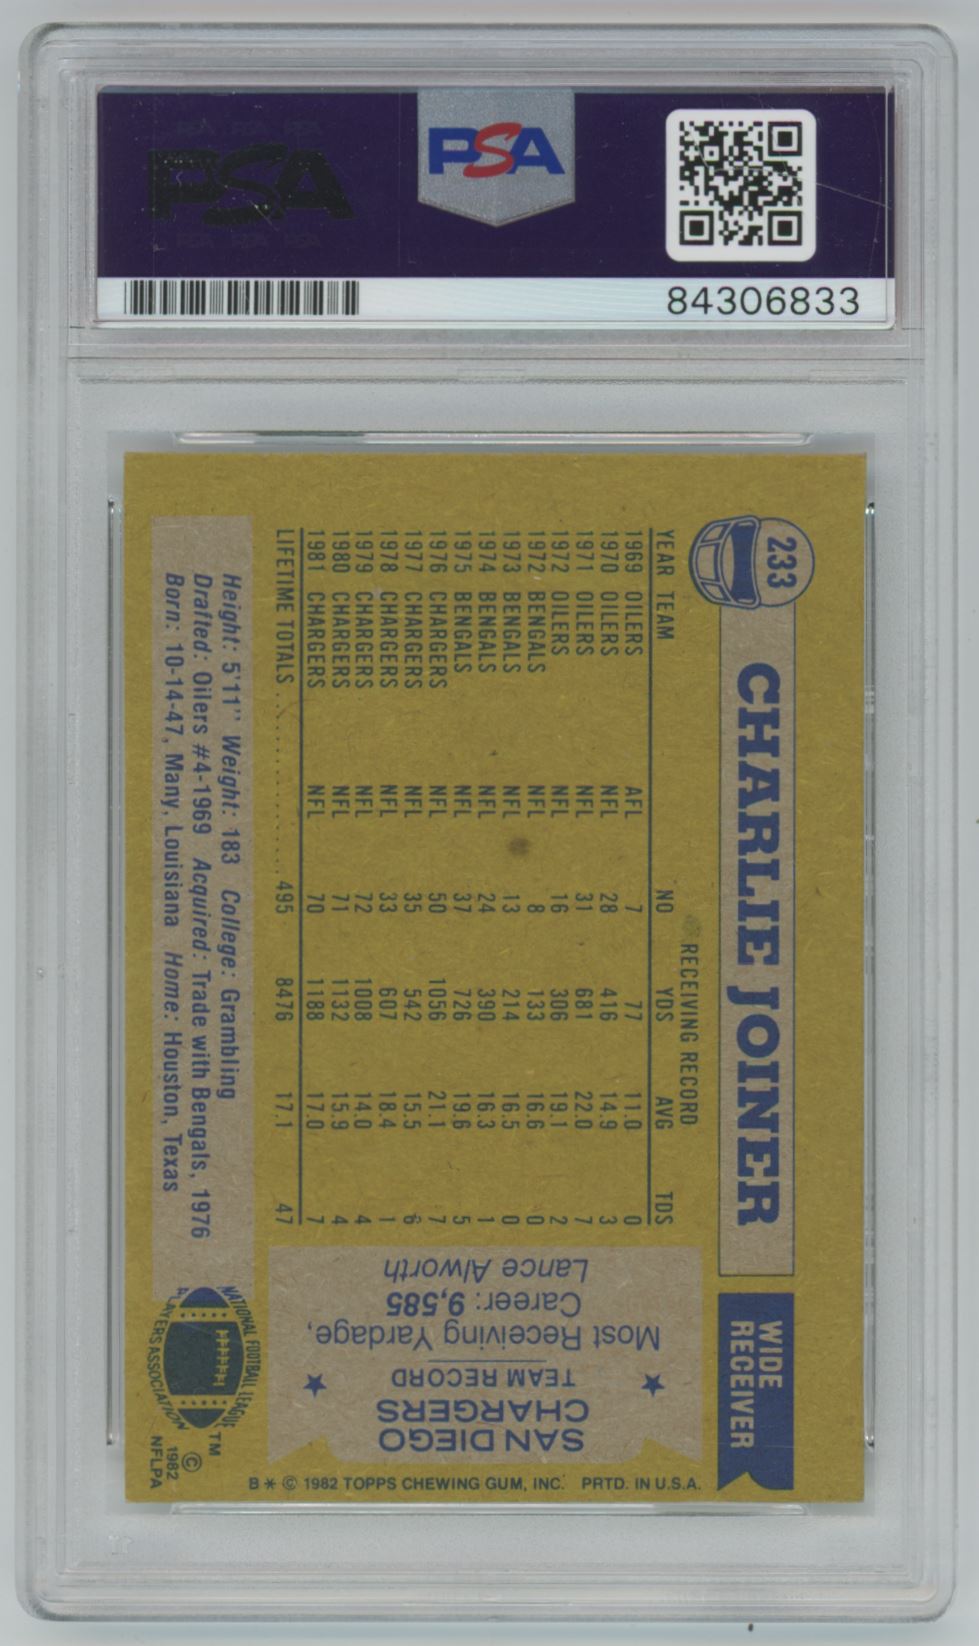 PSA
PSA
84306833
233
CHARLIE JOINER
WIDE
RECEIVER
RECEIVING RECORD
YEAR TEAM NO YDS AVG TDS
1969 OILERS AFL 7 77 11.0 0
1970 OILERS NFL 28 416 14.9 3
1971 OILERS NFL 31 681 22.0 7
1972 OILERS NFL 16 306 19.1 2
1972 BENGALS NFL 8 133 16.6 0
1973 BENGALS NFL 13 214 16.5 0
1974 BENGALS NFL 24 390 16.3 1
1975 BENGALS NFL 37 726 19.6 5
1976 CHARGERS NFL 50 1056 21.1 7
1977 CHARGERS NFL 35 542 15.5 6
1978 CHARGERS NFL 33 607 18.4 1
1979 CHARGERS NFL 72 1008 14.0 4
1980 CHARGERS NFL 71 1132 15.9 4
1981 CHARGERS NFL 70 1188 17.0 7
LIFETIME TOTALS .................... 495 8476 17.1 47
Height: 5'11'' Weight: 183 College: Grambling
Drafted: Oilers #4-1969 Acquired: Trade with Bengals, 1976
Born: 10-14-47, Many, Louisiana Home: Houston, Texas
SAN DIEGO
CHARGERS
TEAM RECORD
Most Receiving Yardage,
Career: 9,585
Lance Alworth
NATIONAL FOOTBALL LEAGUE
PLAYERS ASSOCIATION
TM
© 1982
NFLPA
B * © 1982 TOPPS CHEWING GUM, INC. PRTD. IN U.S.A.